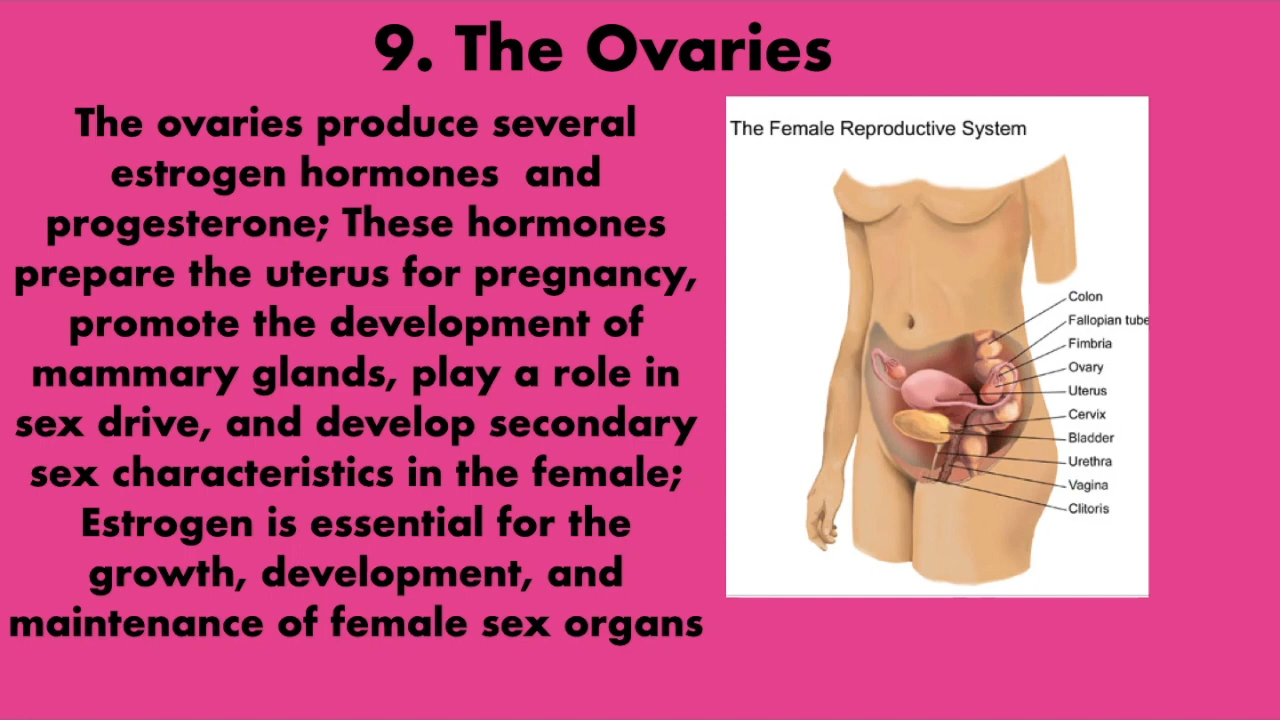 9. The Ovaries
The ovaries produce several
estrogen hormones  and
progesterone; These hormones
prepare the uterus for pregnancy,
promote the development of
mammary glands, play a role in
sex drive, and develop secondary
sex characteristics in the female;
Estrogen is essential for the
growth, development, and
maintenance of female sex organs
The Female Reproductive System
Colon
Fallopian tube
Fimbria
Ovary
Uterus
Cervix
Bladder
Urethra
Vagina
Clitoris